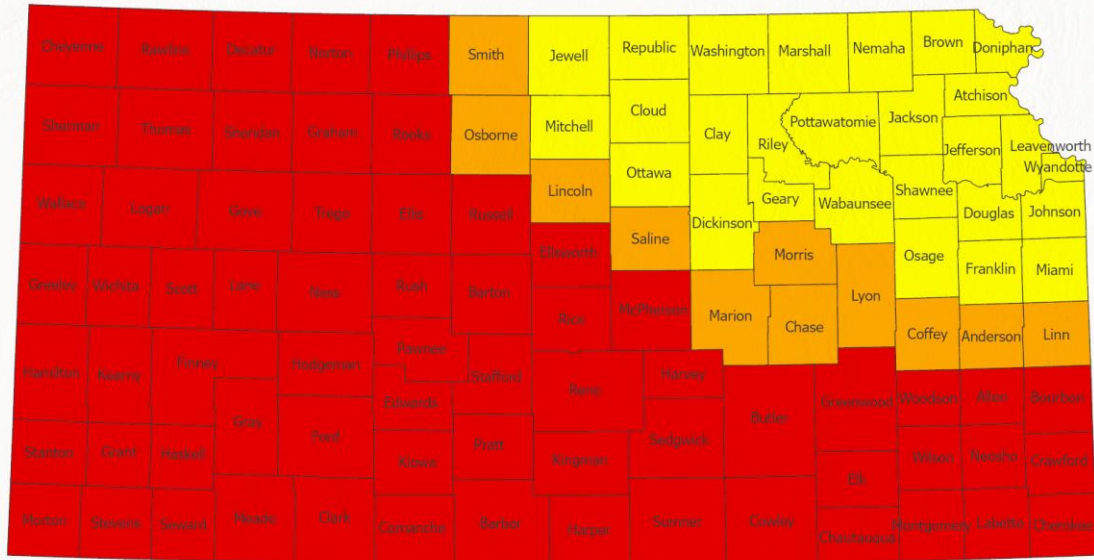 Cheyenne Rawlins Decatur Norton Phillips Smith Jewell Republic Washington Marshall Nemaha Brown Doniphan
Atchison
Sherman Thomas Sheridan Graham Rooks Osborne Mitchell Cloud Clay Riley Pottawatomie Jackson
Jefferson Leavenworth
Wyandotte
Wallace Logan Gove Trego Ellis Russell Lincoln Ottawa Dickinson Geary Wabaunsee Shawnee Douglas Johnson
Ellsworth Saline Morris Osage Franklin Miami
Greeley Wichita Scott Lane Ness Rush Barton Rice McPherson Marion Chase Lyon Coffey Anderson Linn
Hamilton Kearny Finney Hodgeman Pawnee Stafford Reno Harvey Butler Greenwood Woodson Allen Bourbon
Edwards
Gray Ford Pratt Sedgwick
Stanton Grant Haskell Kiowa Kingman Elk Wilson Neosho Crawford
Morton Stevens Seward Meade Clark Comanche Barber Harper Sumner Cowley Chautauqua Montgomery Labette Cherokee